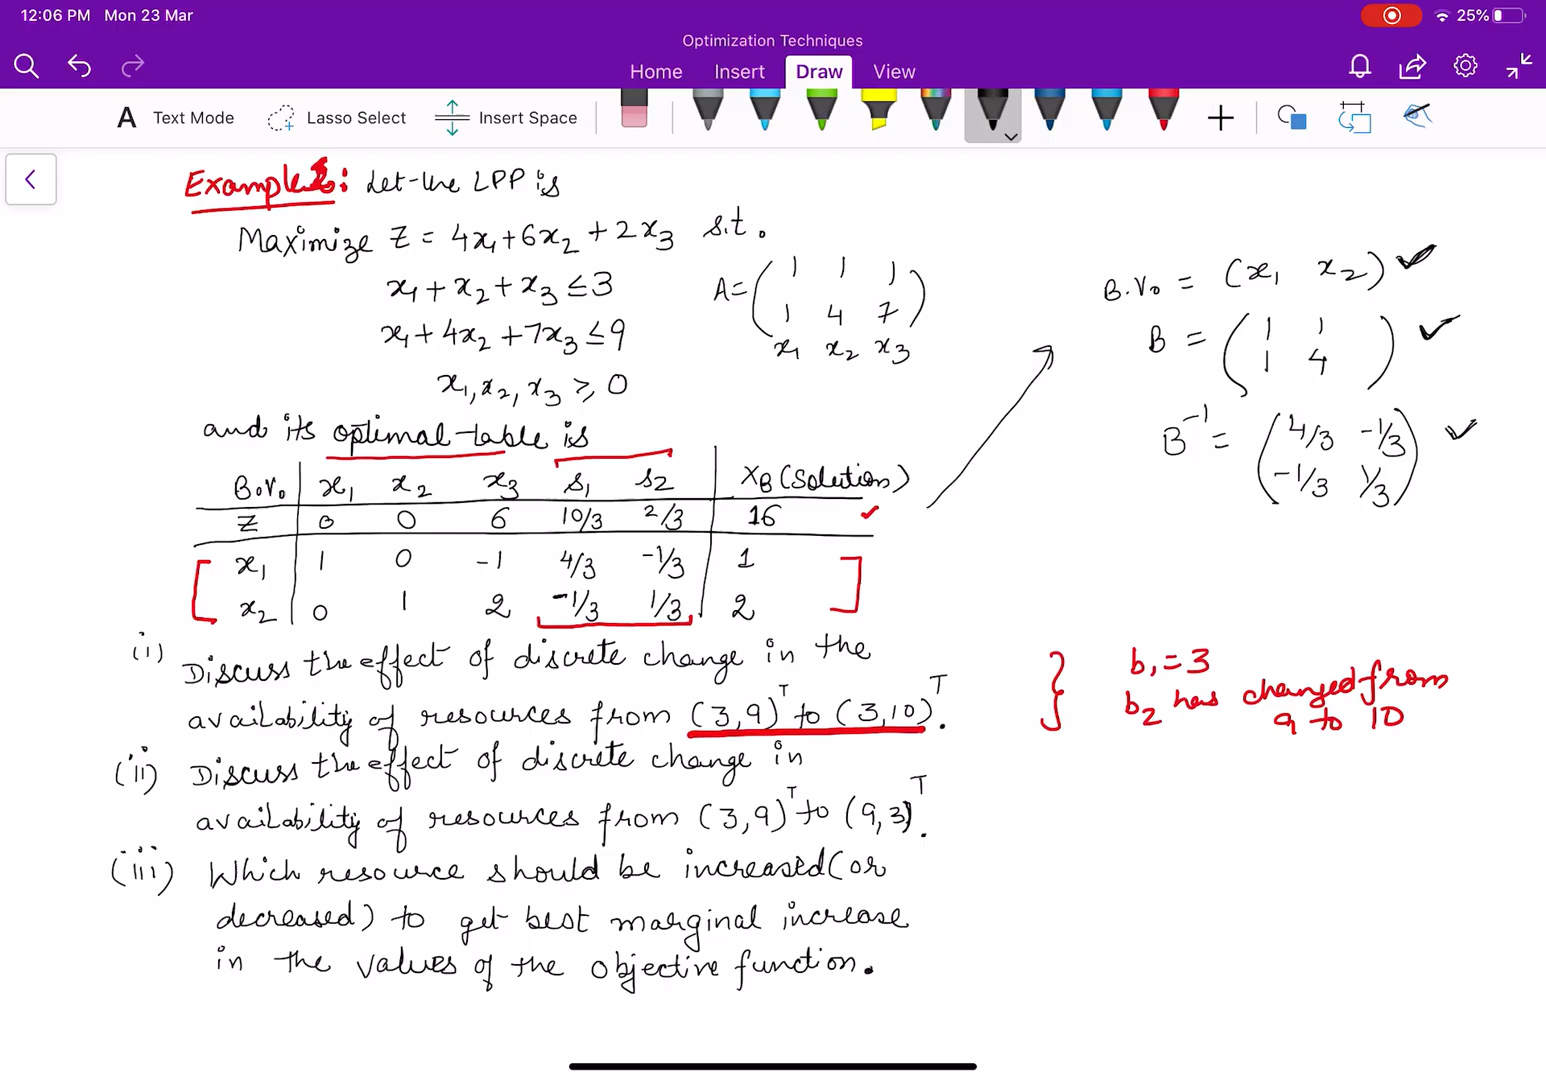 12:06 PM Mon 23 Mar
25%
Optimization Techniques
Home Insert Draw View
A Text Mode Lasso Select Insert Space
Example: Let the LPP is
Maximize Z = 4x₁+6x₂+2x₃ s.t.
x₁+x₂+x₃ ≤ 3
x₁+4x₂+7x₃ ≤ 9
x₁,x₂,x₃ ≥ 0
A = ( 1 1 1
1 4 7 )
x₁ x₂ x₃
and its optimal table is
B.V. x₁ x₂ x₃ s₁ s₂ X_B (Solution)
Z 0 0 6 10/3 2/3 16 ✓
x₁ 1 0 -1 4/3 -1/3 1
x₂ 0 1 2 -1/3 1/3 2
B.V. = (x₁ x₂) ✓
B = ( 1 1
1 4 ) ✓
B⁻¹ = ( 4/3 -1/3
-1/3 1/3 ) ✓
(i) Discuss the effect of discrete change in the
availability of resources from (3,9)ᵀ to (3,10)ᵀ.
} b₁ = 3
b₂ has changed from
9 to 10
(ii) Discuss the effect of discrete change in
availability of resources from (3,9)ᵀ to (9,3)ᵀ.
(iii) Which resource should be increased (or
decreased) to get best marginal increase
in the values of the objective function.